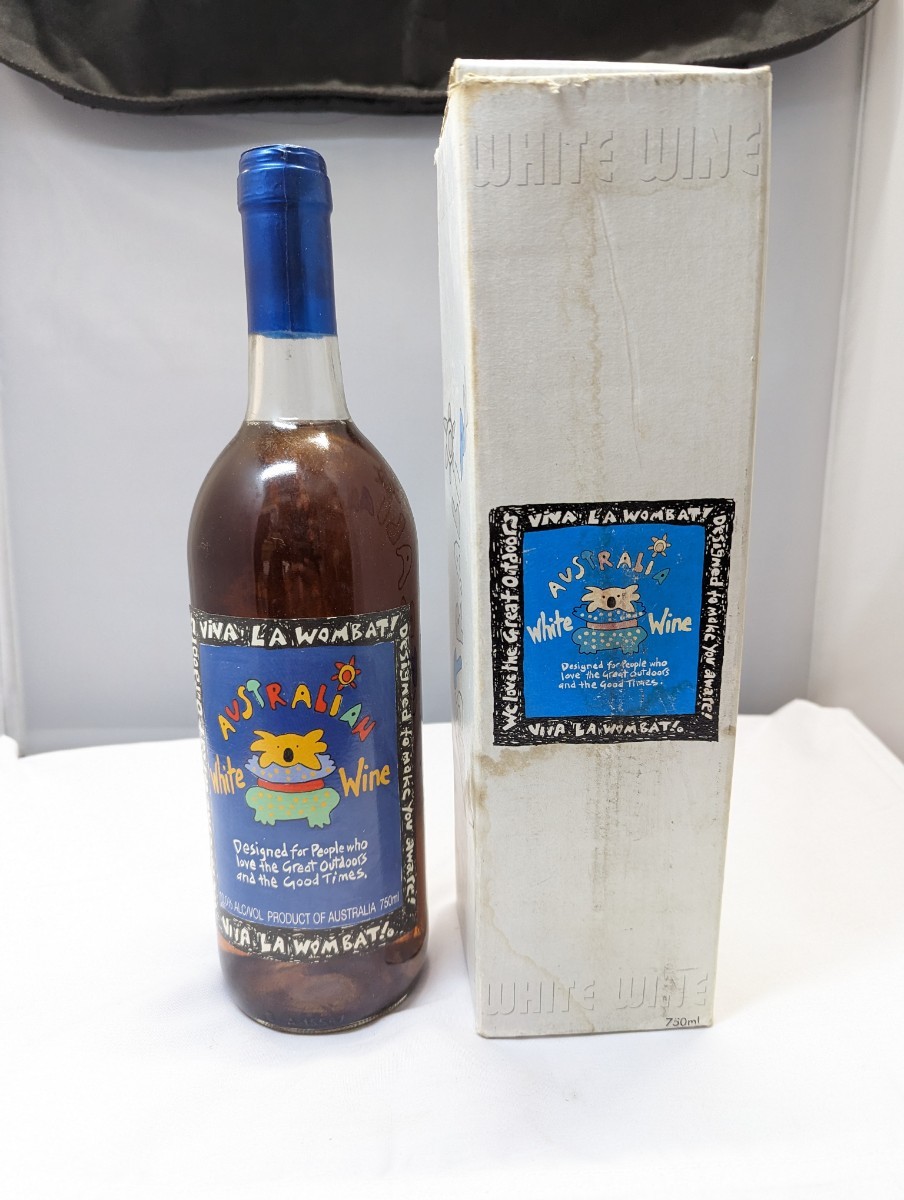 VIVA L'A WOMBAT!
Designed to make you aware!
AUSTRALIAN
White Wine
Designed for People who
love the Great Outdoors
and the Good Times.
ALC/VOL PRODUCT OF AUSTRALIA 750ml
VIVA LA WOMBAT!
WHITE WINE
We love the Great Outdoors
VIVA L'A WOMBAT!
Designed to make you aware!
AUSTRALIA
White Wine
Designed for People who
love the Great Outdoors
and the Good Times.
VIVA LA WOMBAT!
WHITE WINE
750ml